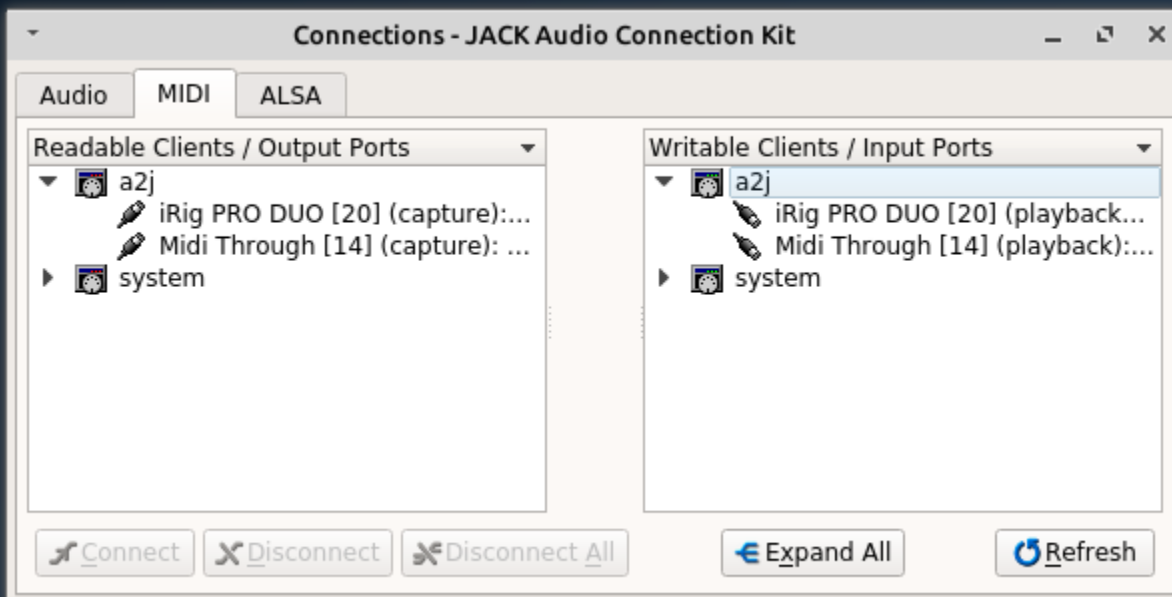 Connections - JACK Audio Connection Kit
Audio MIDI ALSA
Readable Clients / Output Ports
a2j
iRig PRO DUO [20] (capture):...
Midi Through [14] (capture): ...
system
Writable Clients / Input Ports
a2j
iRig PRO DUO [20] (playback...
Midi Through [14] (playback):...
system
Connect Disconnect Disconnect All Expand All Refresh